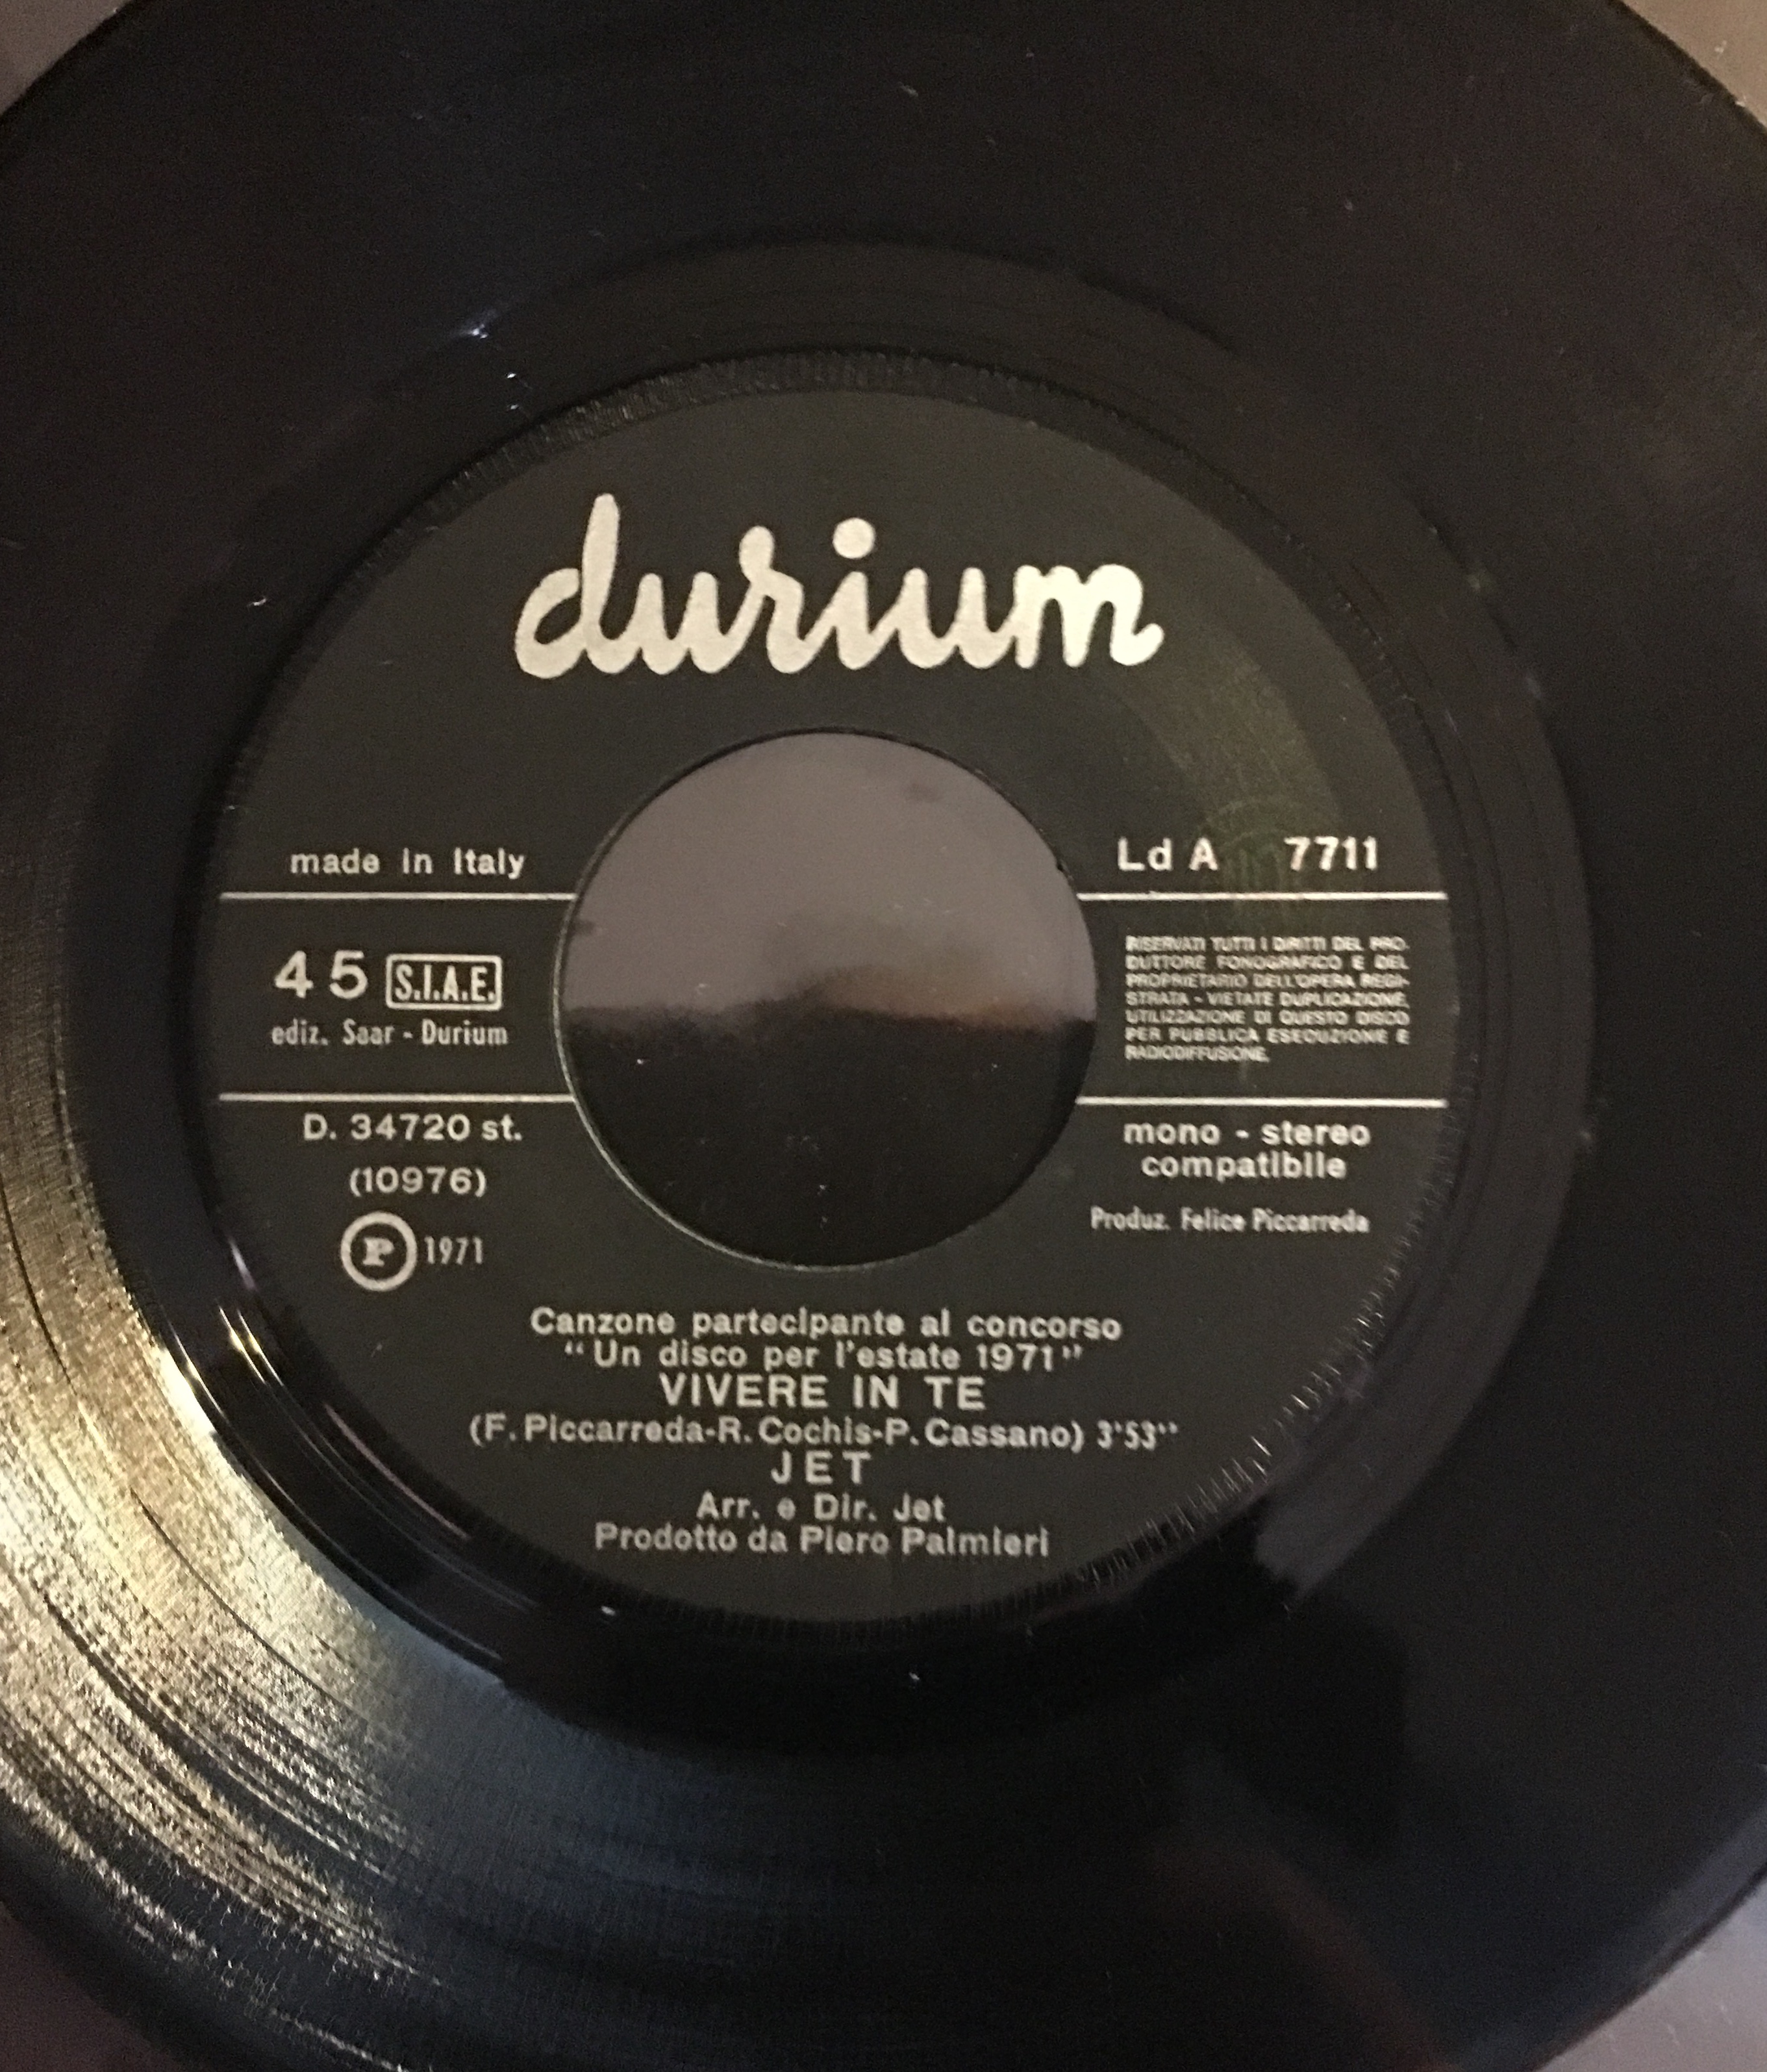 durium
made in Italy
Ld A 7711
45 S.I.A.E.
ediz. Saar - Durium
RISERVATI TUTTI I DIRITTI DEL PRO-
DUTTORE FONOGRAFICO E DEL
PROPRIETARIO DELL'OPERA REGI-
STRATA - VIETATE DUPLICAZIONE,
UTILIZZAZIONE DI QUESTO DISCO
PER PUBBLICA ESECUZIONE E
RADIODIFFUSIONE.
D. 34720 st.
(10976)
℗ 1971
mono - stereo
compatibile
Produz. Felice Piccarreda
Canzone partecipante al concorso
“Un disco per l'estate 1971”
VIVERE IN TE
(F. Piccarreda-R. Cochis-P. Cassano) 3'53''
JET
Arr. e Dir. Jet
Prodotto da Piero Palmieri